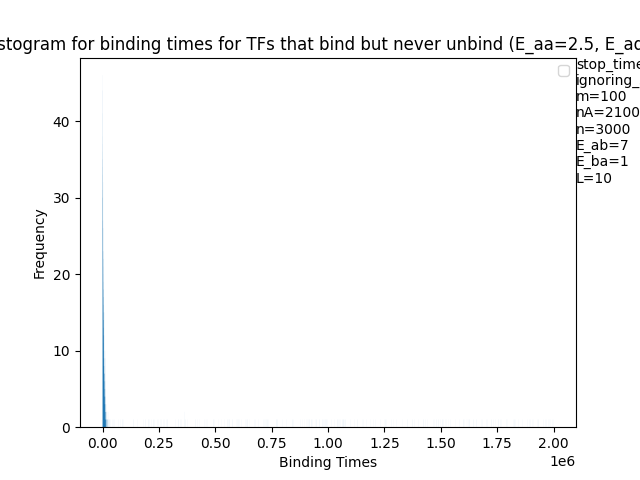 stogram for binding times for TFs that bind but never unbind (E_aa=2.5, E_ad
stop_time
ignoring_
m=100
nA=2100
n=3000
E_ab=7
E_ba=1
L=10
Frequency
40
30
20
10
0
0.00 0.25 0.50 0.75 1.00 1.25 1.50 1.75 2.00
1e6
Binding Times